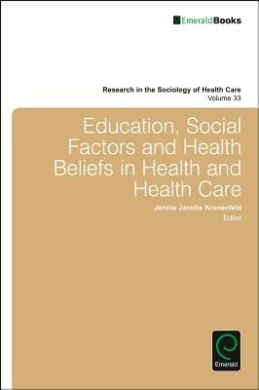 EmeraldBooks
Research in the Sociology of Health Care
Volume 33
Education, Social
Factors and Health
Beliefs in Health and
Health Care
Jennie Jacobs Kronenfeld
Editor
Emerald